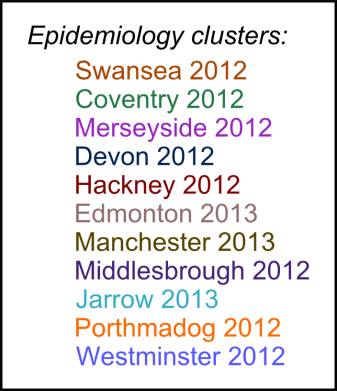 Epidemiology clusters:
Swansea 2012
Coventry 2012
Merseyside 2012
Devon 2012
Hackney 2012
Edmonton 2013
Manchester 2013
Middlesbrough 2012
Jarrow 2013
Porthmadog 2012
Westminster 2012